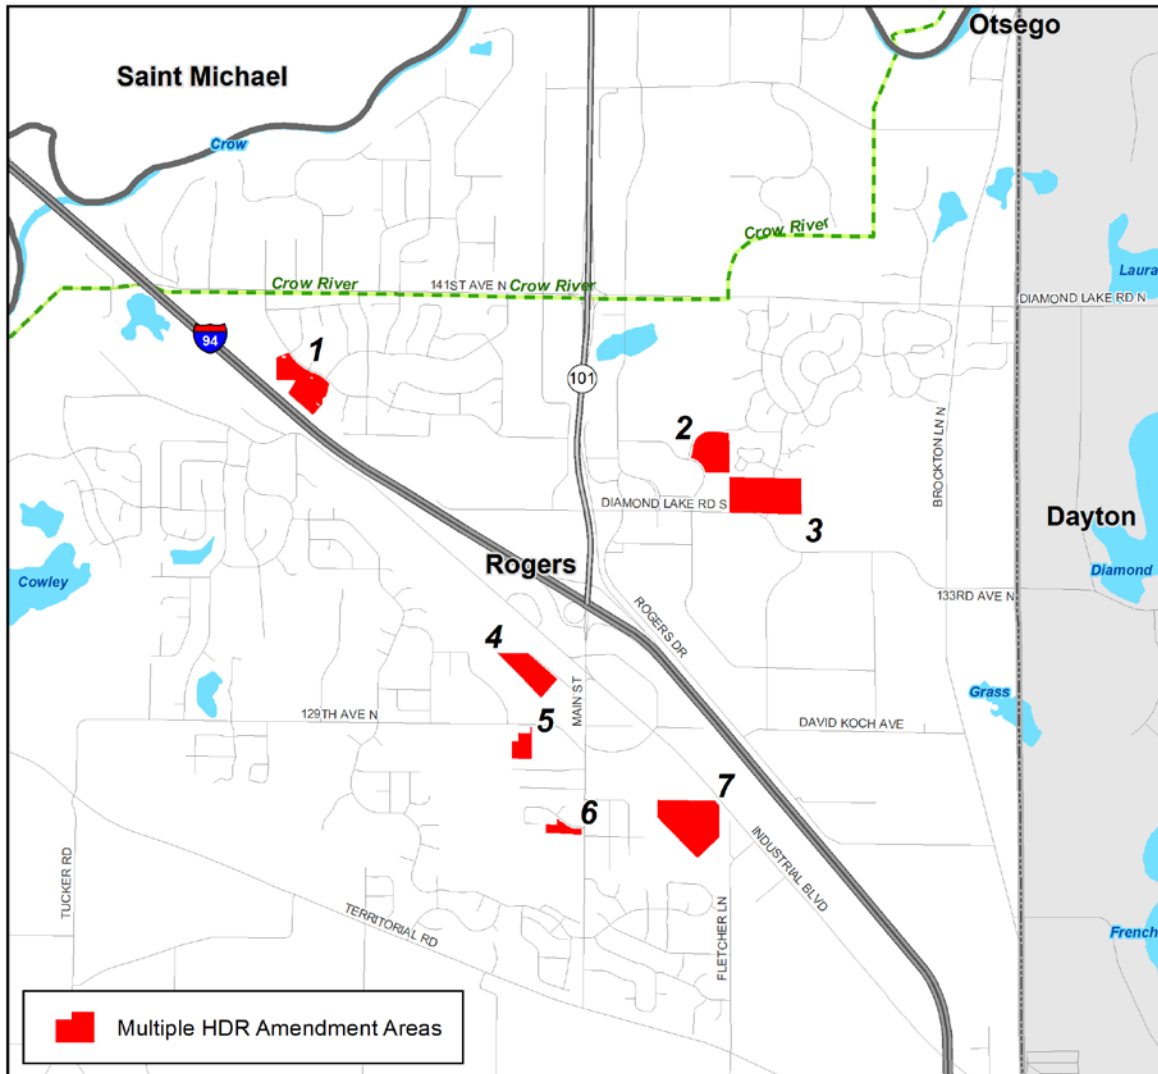 Otsego
Saint Michael
Crow
Crow River
Crow River
141ST AVE N
Crow River
Laura
DIAMOND LAKE RD N
94
1
101
2
BROCKTON LN N
DIAMOND LAKE RD S
3
Dayton
Rogers
Diamond
Cowley
133RD AVE N
ROGERS DR
4
MAIN ST
Grass
129TH AVE N
5
DAVID KOCH AVE
7
6
INDUSTRIAL BLVD
TUCKER RD
TERRITORIAL RD
FLETCHER LN
French
Multiple HDR Amendment Areas